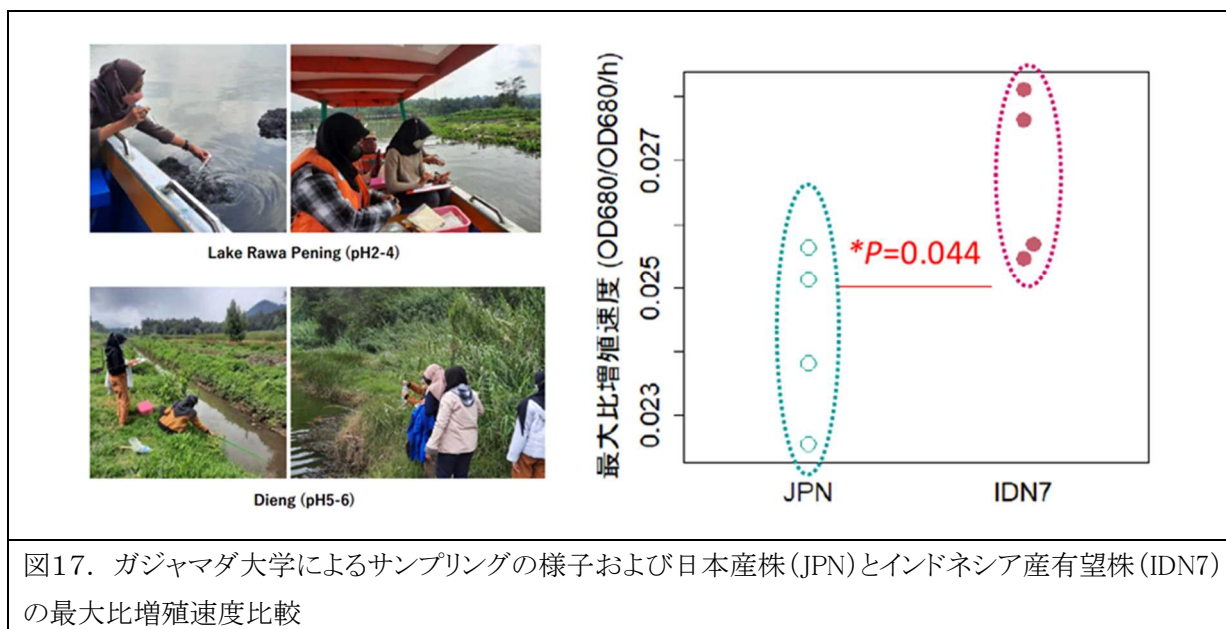 Lake Rawa Pening (pH2-4)
Dieng (pH5-6)
最大比増殖速度 (OD680/OD680/h)
0.027
0.025
0.023
*P=0.044
JPN IDN7
図17. ガジャマダ大学によるサンプリングの様子および日本産株(JPN)とインドネシア産有望株(IDN7)
の最大比増殖速度比較